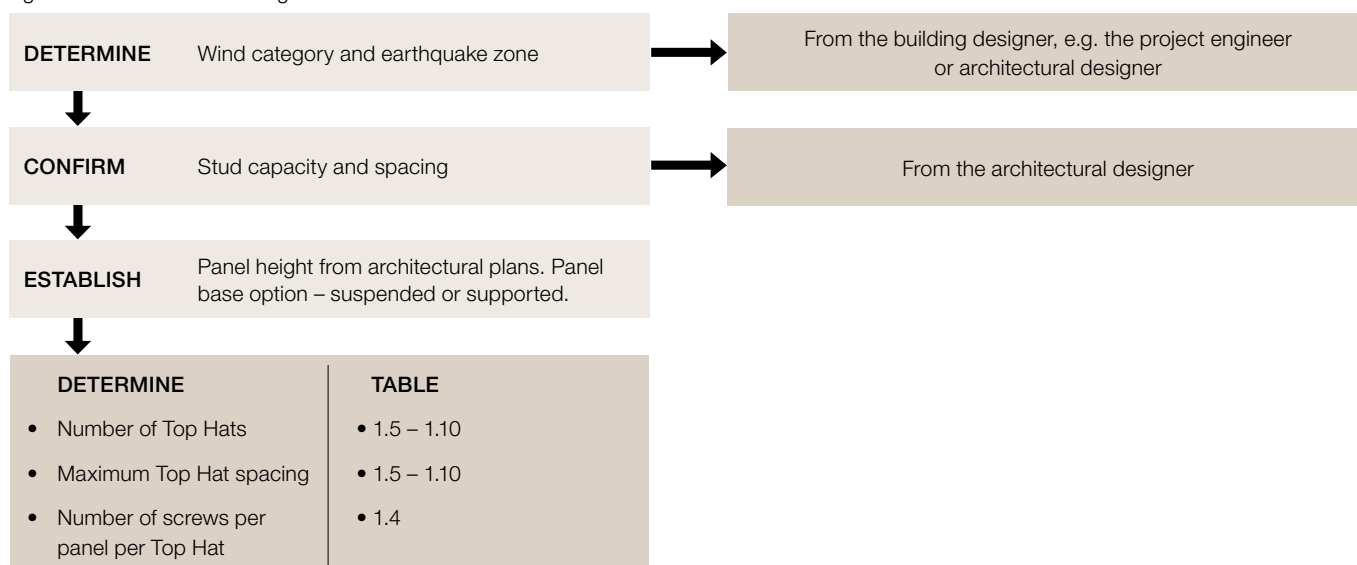 DETERMINE Wind category and earthquake zone
From the building designer, e.g. the project engineer
or architectural designer
CONFIRM Stud capacity and spacing
From the architectural designer
ESTABLISH Panel height from architectural plans. Panel
base option – suspended or supported.
DETERMINE TABLE
• Number of Top Hats • 1.5 – 1.10
• Maximum Top Hat spacing • 1.5 – 1.10
• Number of screws per • 1.4
panel per Top Hat